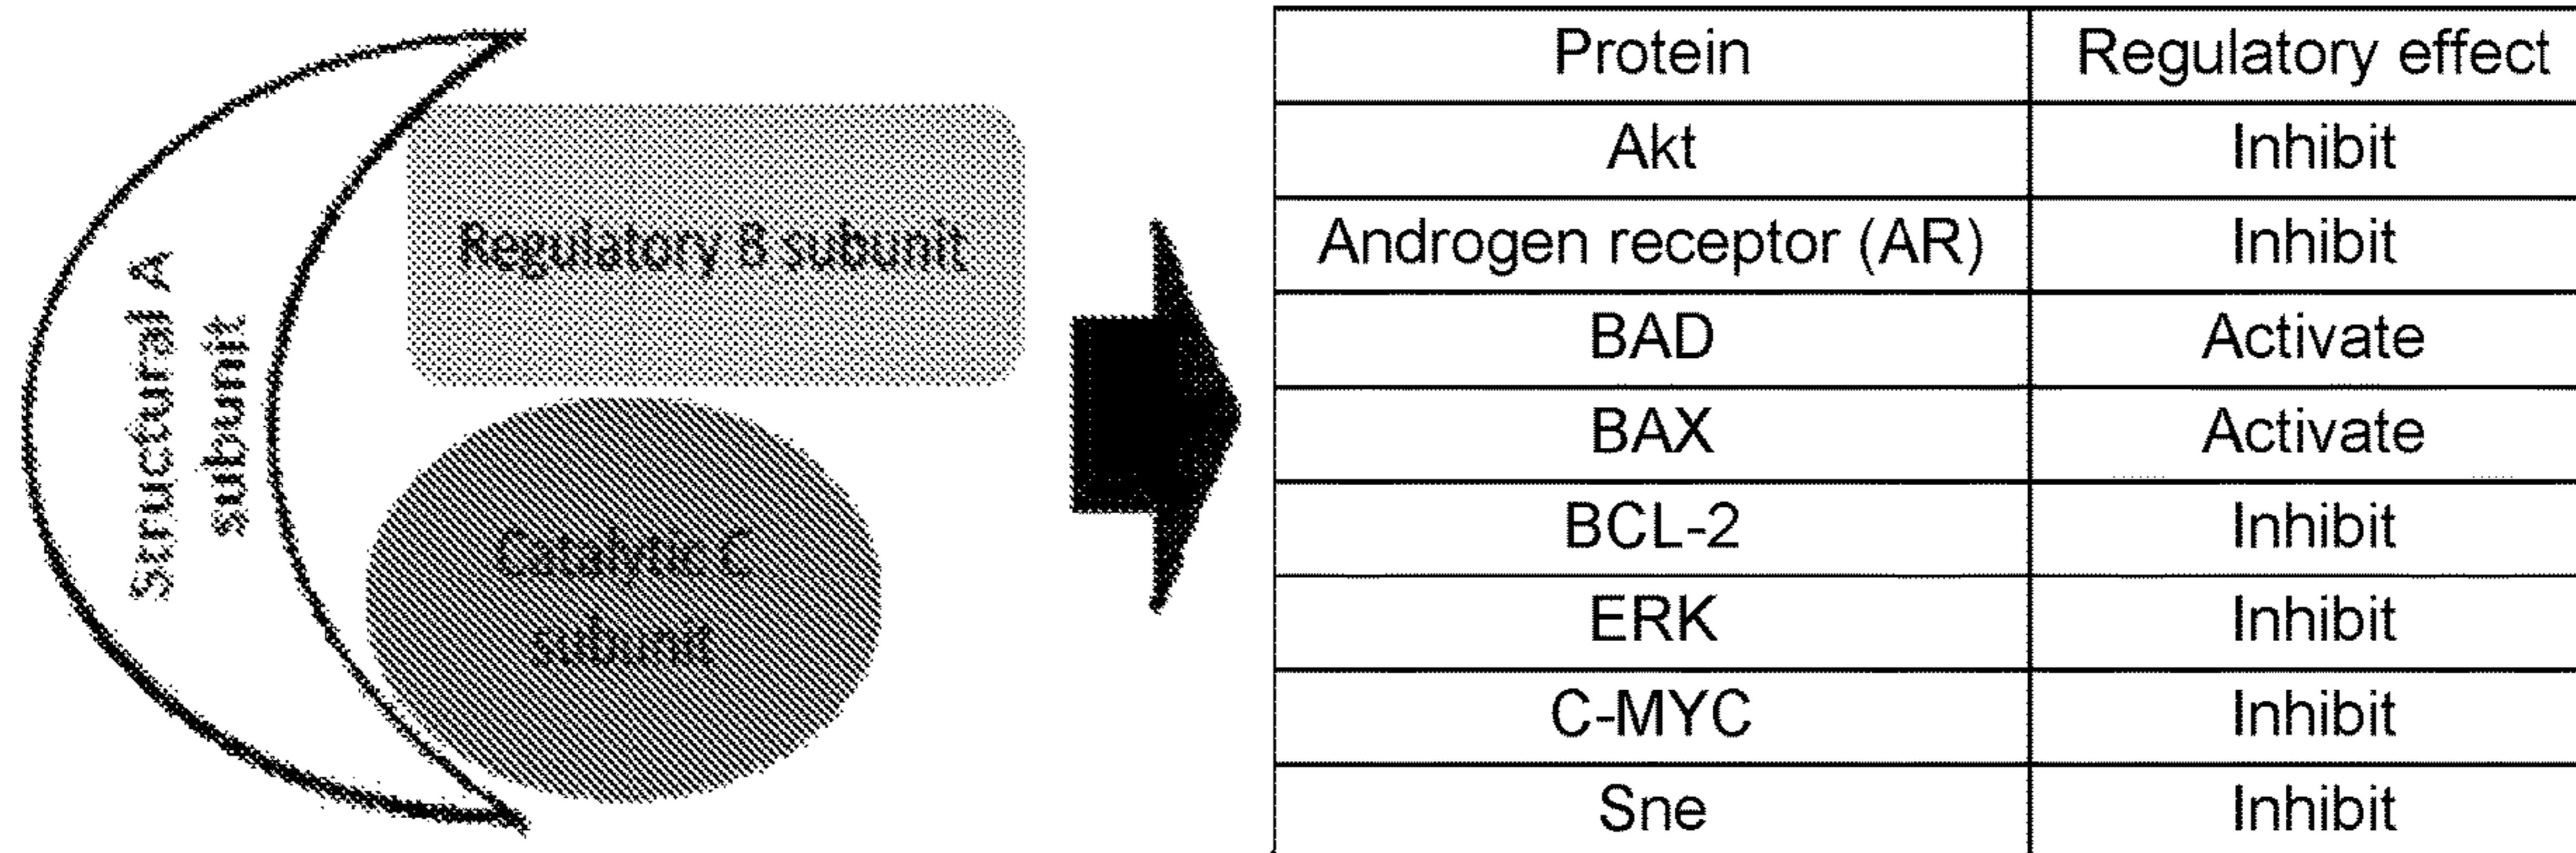 Structural A
subunit
Regulatory B subunit
Catalytic C
subunit
Protein Regulatory effect
Akt Inhibit
Androgen receptor (AR) Inhibit
BAD Activate
BAX Activate
BCL-2 Inhibit
ERK Inhibit
C-MYC Inhibit
Sne Inhibit